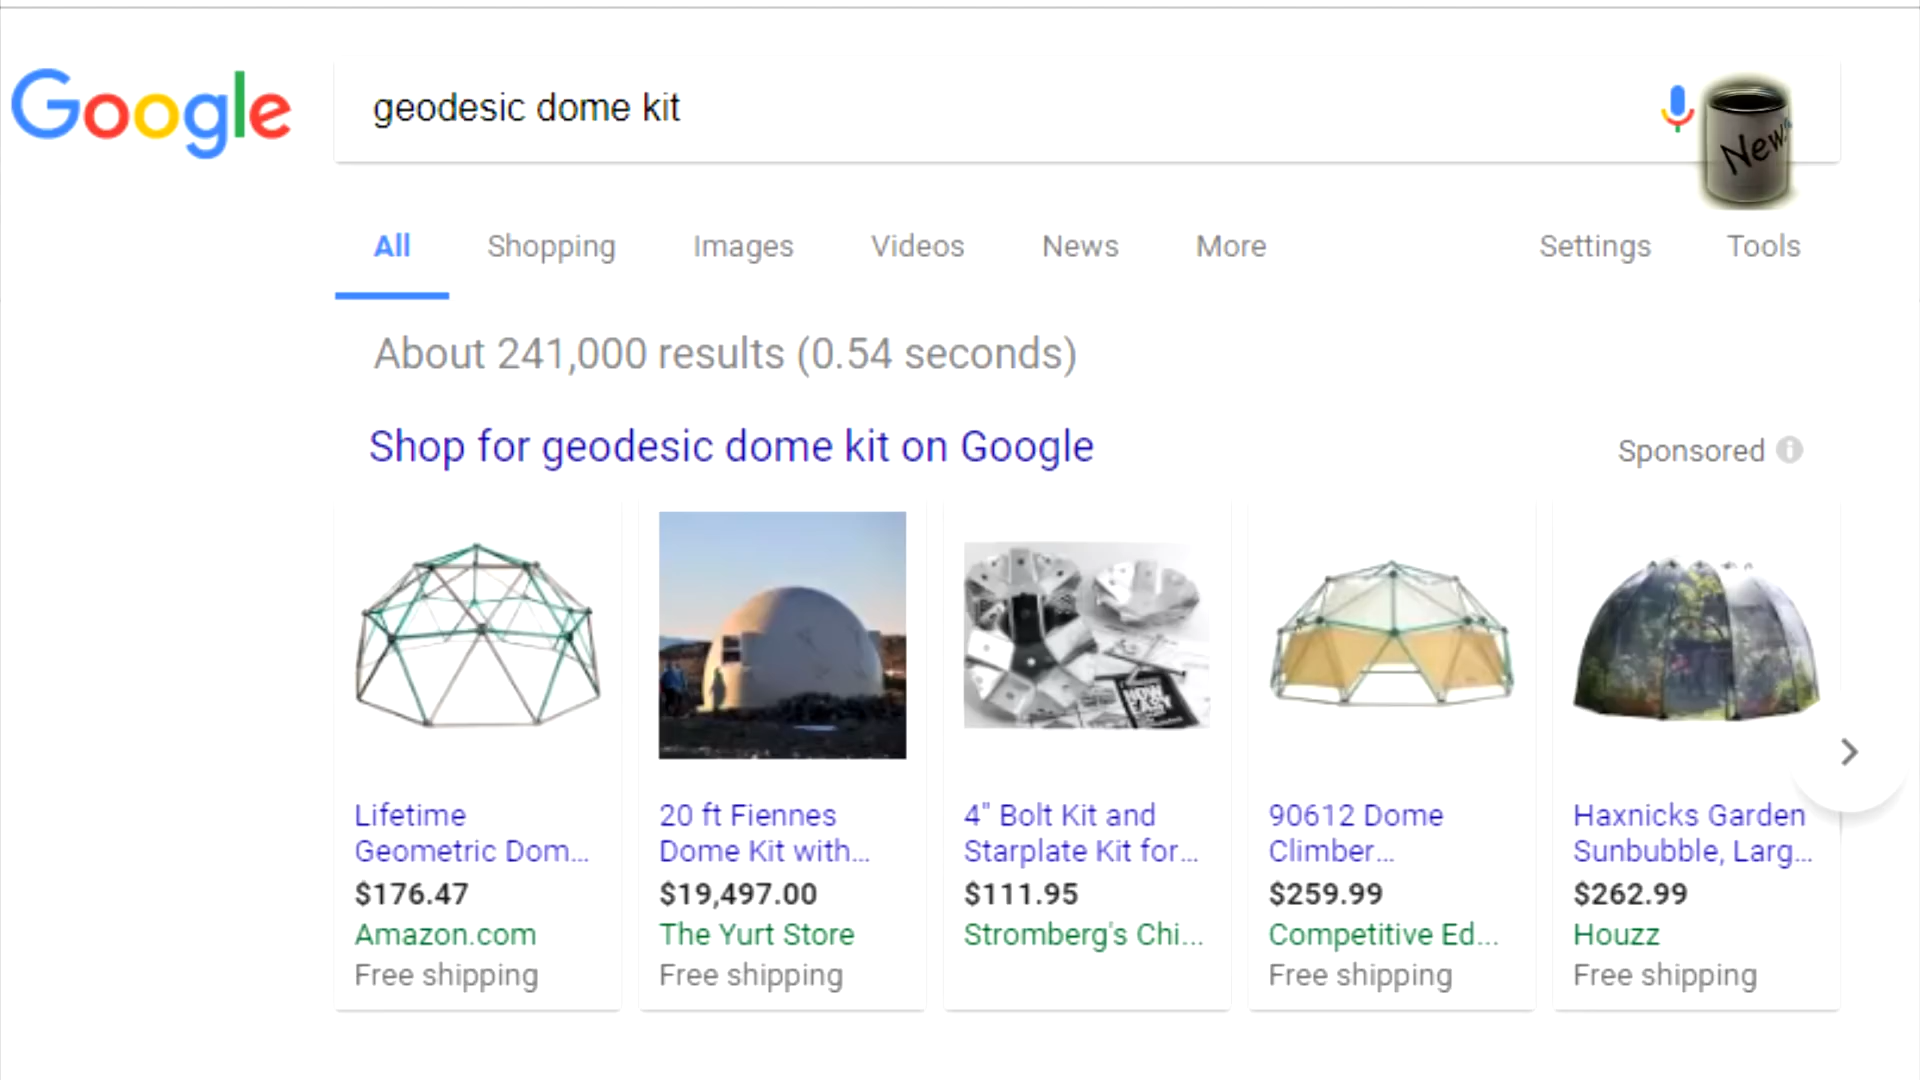 Google
geodesic dome kit
New
All Shopping Images Videos News More Settings Tools
About 241,000 results (0.54 seconds)
Shop for geodesic dome kit on Google
Sponsored
NOW
EASY
Lifetime
Geometric Dom...
$176.47
Amazon.com
Free shipping
20 ft Fiennes
Dome Kit with...
$19,497.00
The Yurt Store
Free shipping
4" Bolt Kit and
Starplate Kit for...
$111.95
Stromberg's Chi...
90612 Dome
Climber...
$259.99
Competitive Ed...
Free shipping
Haxnicks Garden
Sunbubble, Larg...
$262.99
Houzz
Free shipping